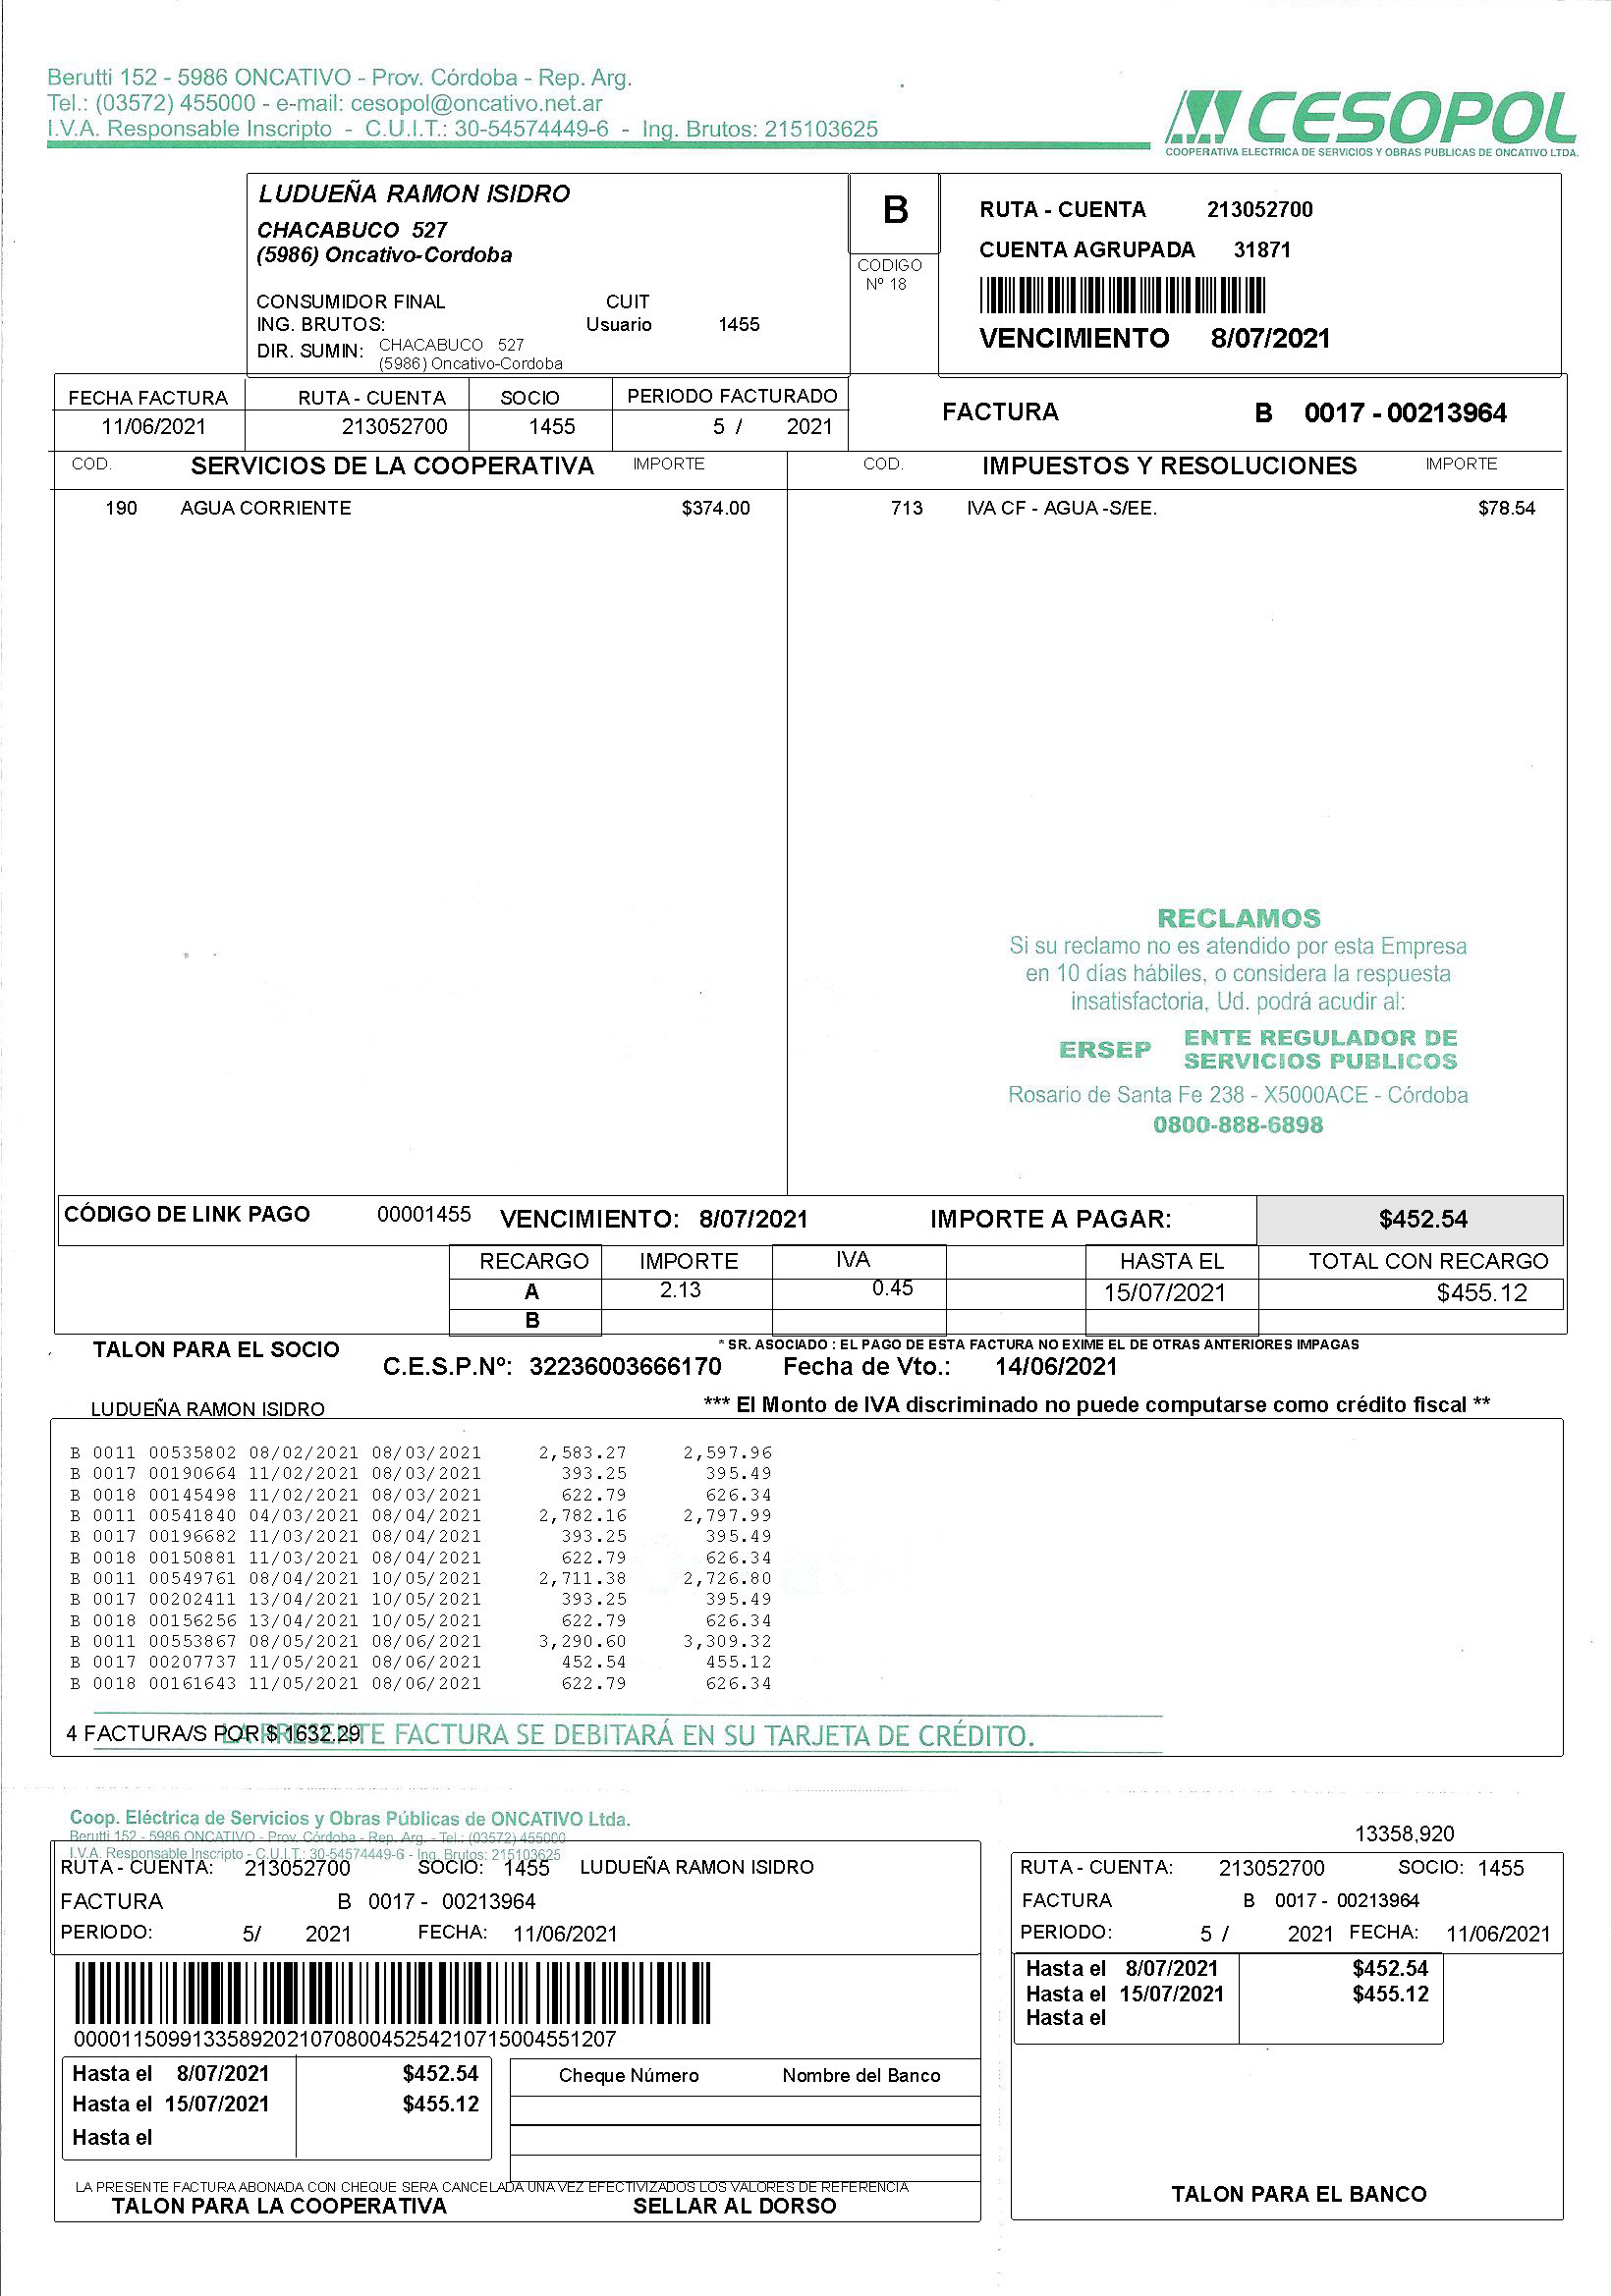 Berutti 152 - 5986 ONCATIVO - Prov. Córdoba - Rep. Arg.
Tel.: (03572) 455000 - e-mail: cesopol@oncativo.net.ar
I.V.A. Responsable Inscripto - C.U.I.T.: 30-54574449-6 - Ing. Brutos: 215103625
CESOPOL
COOPERATIVA ELECTRICA DE SERVICIOS Y OBRAS PUBLICAS DE ONCATIVO LTDA.
LUDUEÑA RAMON ISIDRO
CHACABUCO 527
(5986) Oncativo-Cordoba
CONSUMIDOR FINAL CUIT
ING. BRUTOS: Usuario 1455
DIR. SUMIN: CHACABUCO 527
(5986) Oncativo-Cordoba
B
CODIGO
Nº 18
RUTA - CUENTA 213052700
CUENTA AGRUPADA 31871
VENCIMIENTO 8/07/2021
FECHA FACTURA RUTA - CUENTA SOCIO PERIODO FACTURADO
11/06/2021 213052700 1455 5 / 2021
FACTURA B 0017 - 00213964
COD. SERVICIOS DE LA COOPERATIVA IMPORTE COD. IMPUESTOS Y RESOLUCIONES IMPORTE
190 AGUA CORRIENTE $374.00 713 IVA CF - AGUA -S/EE. $78.54
RECLAMOS
Si su reclamo no es atendido por esta Empresa
en 10 días hábiles, o considera la respuesta
insatisfactoria, Ud. podrá acudir al:
ERSEP ENTE REGULADOR DE
SERVICIOS PUBLICOS
Rosario de Santa Fe 238 - X5000ACE - Córdoba
0800-888-6898
CÓDIGO DE LINK PAGO 00001455 VENCIMIENTO: 8/07/2021 IMPORTE A PAGAR: $452.54
RECARGO IMPORTE IVA HASTA EL TOTAL CON RECARGO
A 2.13 0.45 15/07/2021 $455.12
B
TALON PARA EL SOCIO * SR. ASOCIADO : EL PAGO DE ESTA FACTURA NO EXIME EL DE OTRAS ANTERIORES IMPAGAS
C.E.S.P.Nº: 32236003666170 Fecha de Vto.: 14/06/2021
LUDUEÑA RAMON ISIDRO *** El Monto de IVA discriminado no puede computarse como crédito fiscal **
B 0011 00535802 08/02/2021 08/03/2021 2,583.27 2,597.96
B 0017 00190664 11/02/2021 08/03/2021 393.25 395.49
B 0018 00145498 11/02/2021 08/03/2021 622.79 626.34
B 0011 00541840 04/03/2021 08/04/2021 2,782.16 2,797.99
B 0017 00196682 11/03/2021 08/04/2021 393.25 395.49
B 0018 00150881 11/03/2021 08/04/2021 622.79 626.34
B 0011 00549761 08/04/2021 10/05/2021 2,711.38 2,726.80
B 0017 00202411 13/04/2021 10/05/2021 393.25 395.49
B 0018 00156256 13/04/2021 10/05/2021 622.79 626.34
B 0011 00553867 08/05/2021 08/06/2021 3,290.60 3,309.32
B 0017 00207737 11/05/2021 08/06/2021 452.54 455.12
B 0018 00161643 11/05/2021 08/06/2021 622.79 626.34
4 FACTURA/S POR $ 1632.29
LA PRESENTE FACTURA SE DEBITARÁ EN SU TARJETA DE CRÉDITO.
Coop. Eléctrica de Servicios y Obras Públicas de ONCATIVO Ltda.
Berutti 152 - 5986 ONCATIVO - Prov. Córdoba - Rep. Arg. - Tel.: (03572) 455000
I.V.A. Responsable Inscripto - C.U.I.T.: 30-54574449-6 - Ing. Brutos: 215103625
RUTA - CUENTA: 213052700 SOCIO: 1455 LUDUEÑA RAMON ISIDRO
FACTURA B 0017 - 00213964
PERIODO: 5/ 2021 FECHA: 11/06/2021
0000115099133589202107080045254210715004551207
Hasta el 8/07/2021 $452.54
Hasta el 15/07/2021 $455.12
Hasta el
Cheque Número Nombre del Banco
LA PRESENTE FACTURA ABONADA CON CHEQUE SERA CANCELADA UNA VEZ EFECTIVIZADOS LOS VALORES DE REFERENCIA
TALON PARA LA COOPERATIVA SELLAR AL DORSO
13358,920
RUTA - CUENTA: 213052700 SOCIO: 1455
FACTURA B 0017 - 00213964
PERIODO: 5 / 2021 FECHA: 11/06/2021
Hasta el 8/07/2021 $452.54
Hasta el 15/07/2021 $455.12
Hasta el
TALON PARA EL BANCO